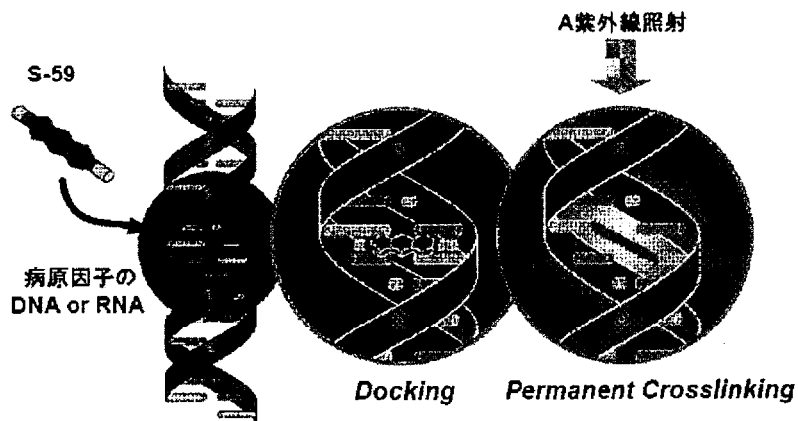 A紫外線照射
S-59
病原因子の
DNA or RNA
Docking
Permanent Crosslinking